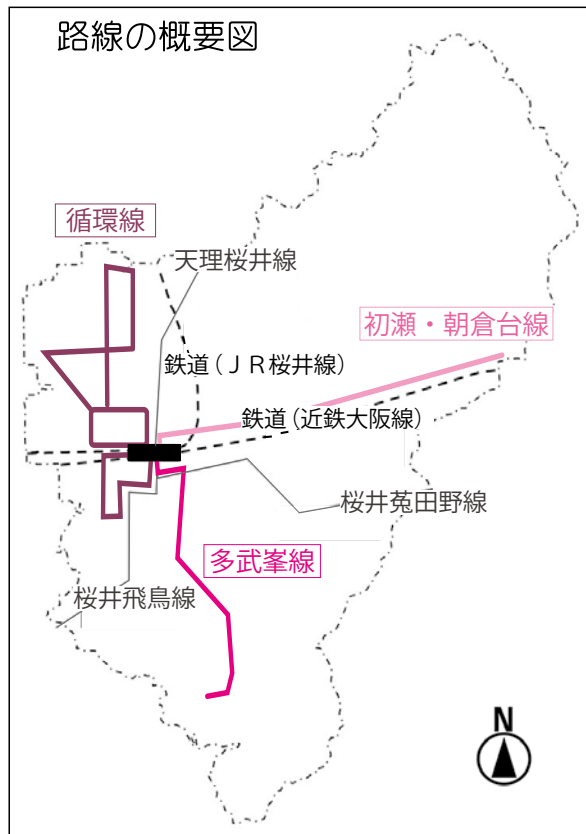 路線の概要図
循環線
天理桜井線
初瀬・朝倉台線
鉄道(JR桜井線)
鉄道(近鉄大阪線)
桜井菟田野線
多武峯線
桜井飛鳥線
N